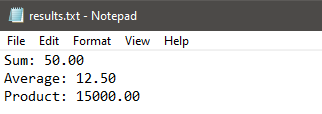 results.txt - Notepad
File Edit Format View Help
Sum: 50.00
Average: 12.50
Product: 15000.00